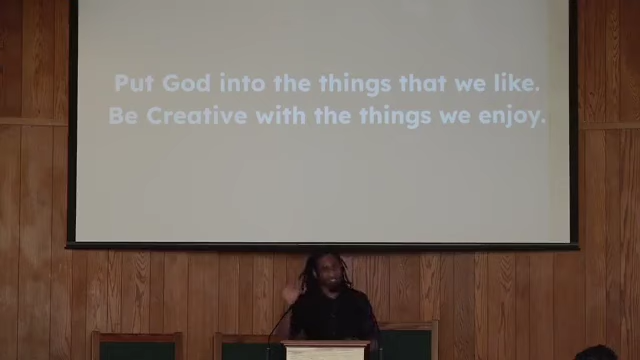 Put God into the things that we like.
Be Creative with the things we enjoy.